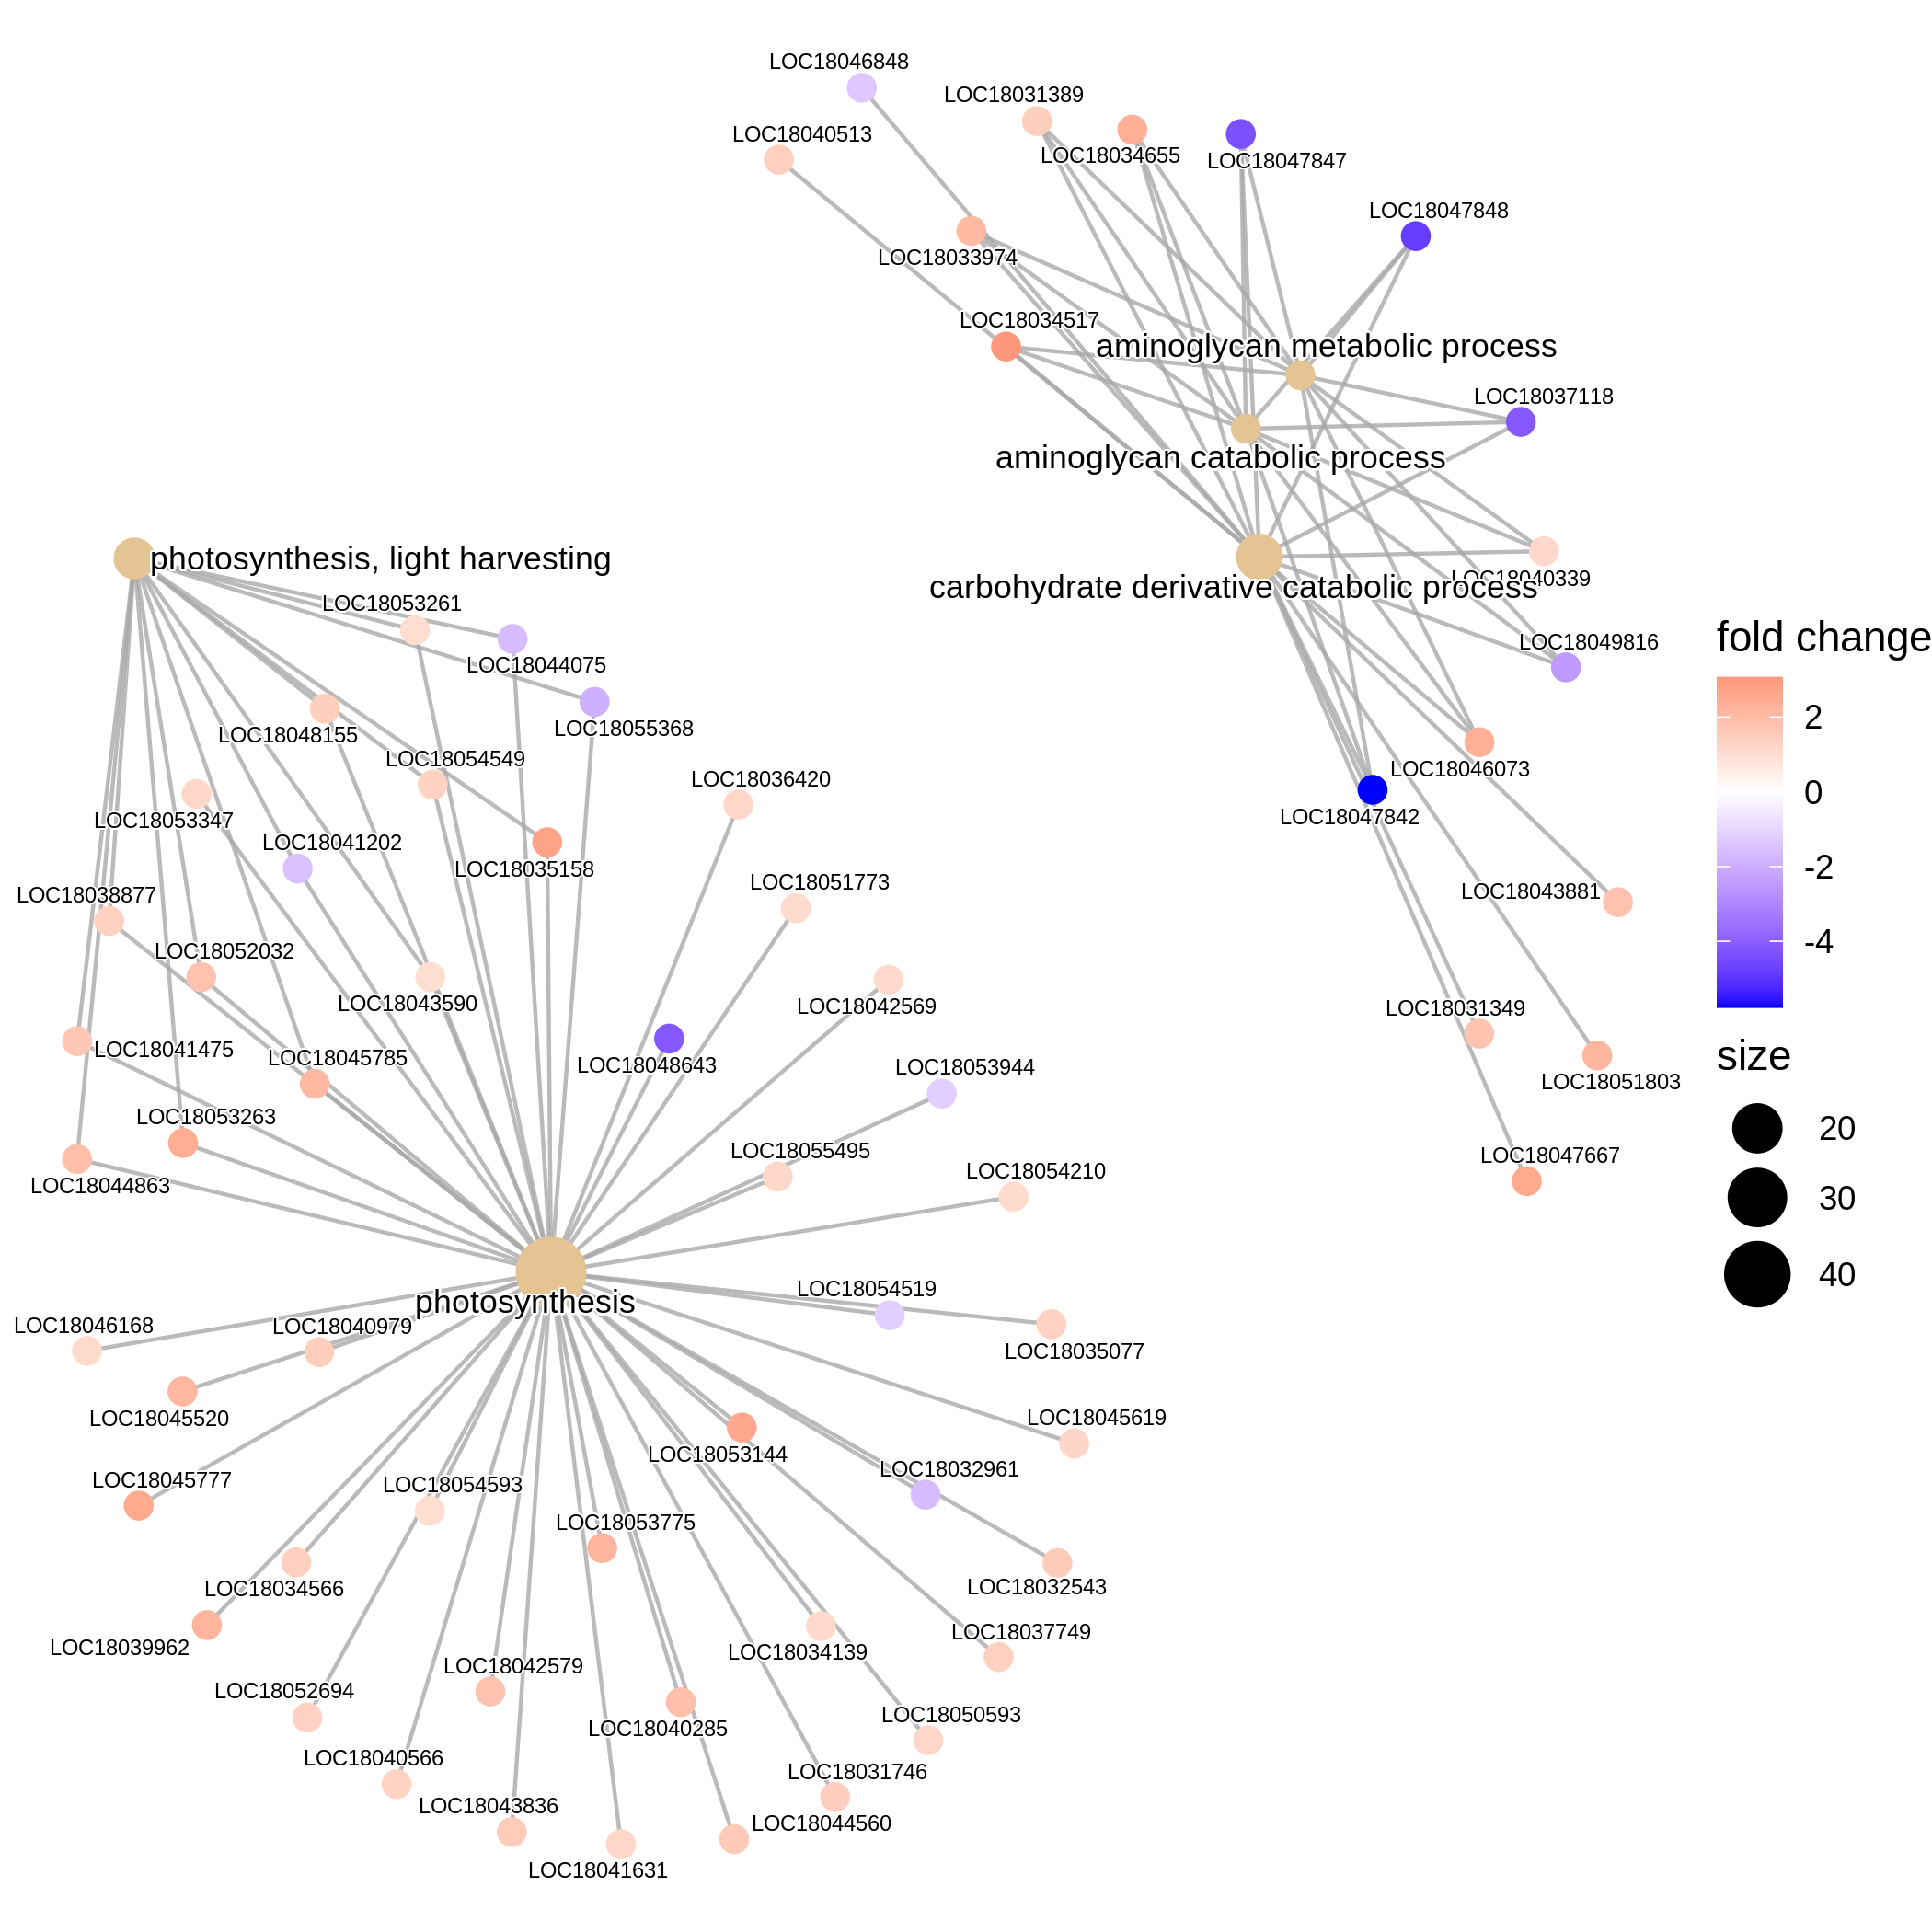 LOC18046848
LOC18031389
LOC18040513
LOC18034655
LOC18047847
LOC18047848
LOC18033974
LOC18034517
aminoglycan metabolic process
LOC18037118
aminoglycan catabolic process
photosynthesis, light harvesting
LOC18040339
carbohydrate derivative catabolic process
LOC18053261
LOC18044075
LOC18049816
LOC18055368
LOC18048155
LOC18054549
LOC18046073
LOC18036420
LOC18047842
LOC18053347
LOC18041202
LOC18035158
LOC18051773
LOC18043881
LOC18038877
LOC18052032
LOC18043590
LOC18042569
LOC18031349
LOC18041475
LOC18045785
LOC18048643
LOC18053944
LOC18051803
LOC18053263
LOC18055495
LOC18047667
LOC18044863
LOC18054210
LOC18054519
photosynthesis
LOC18046168
LOC18040979
LOC18035077
LOC18045520
LOC18045619
LOC18053144
LOC18032961
LOC18045777
LOC18054593
LOC18053775
LOC18034566
LOC18032543
LOC18039962
LOC18034139
LOC18037749
LOC18042579
LOC18052694
LOC18040285
LOC18050593
LOC18040566
LOC18031746
LOC18043836
LOC18044560
LOC18041631
fold change
2
0
-2
-4
size
20
30
40